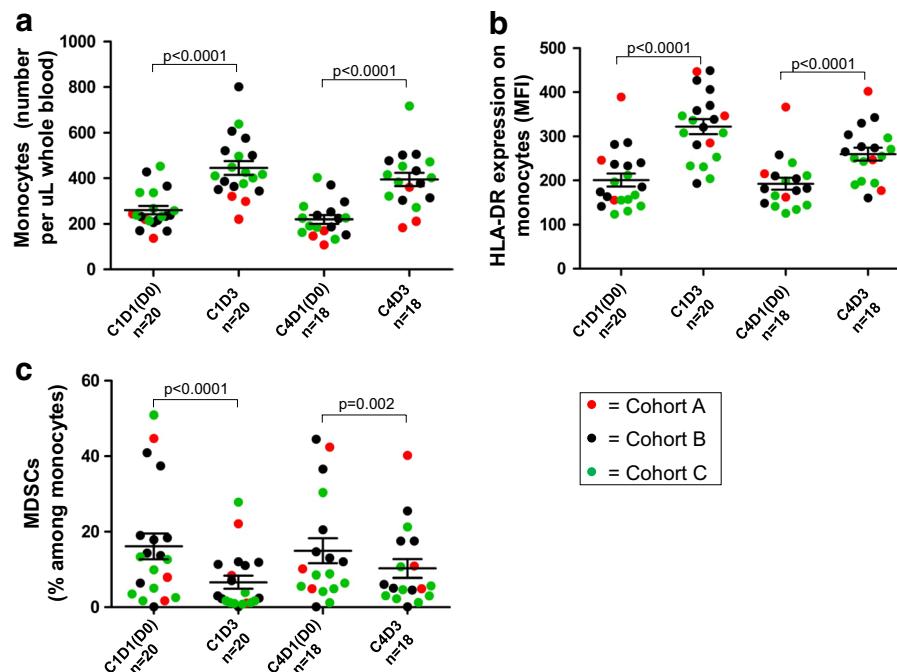 a
Monocytes (number
per uL whole blood)
1000
800
600
400
200
0
p<0.0001
p<0.0001
C1D1(D0)
n=20
C1D3
n=20
C4D1(D0)
n=18
C4D3
n=18
b
HLA-DR expression on
monocytes (MFI)
500
400
300
200
100
0
p<0.0001
p<0.0001
C1D1(D0)
n=20
C1D3
n=20
C4D1(D0)
n=18
C4D3
n=18
c
MDSCs
(% among monocytes)
60
40
20
0
p<0.0001
p=0.002
C1D1(D0)
n=20
C1D3
n=20
C4D1(D0)
n=18
C4D3
n=18
= Cohort A
= Cohort B
= Cohort C